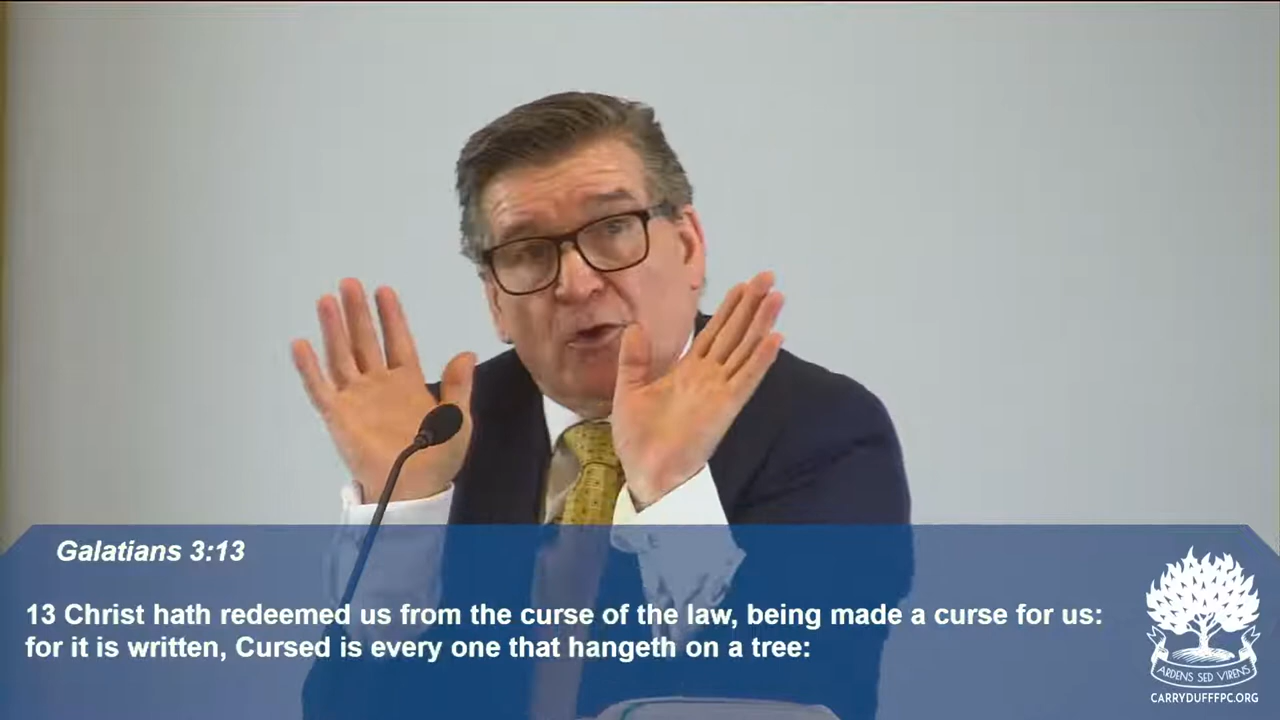 Galatians 3:13
13 Christ hath redeemed us from the curse of the law, being made a curse for us:
for it is written, Cursed is every one that hangeth on a tree:
ARDENS SED VIRENS
CARRYDUFFFPC.ORG